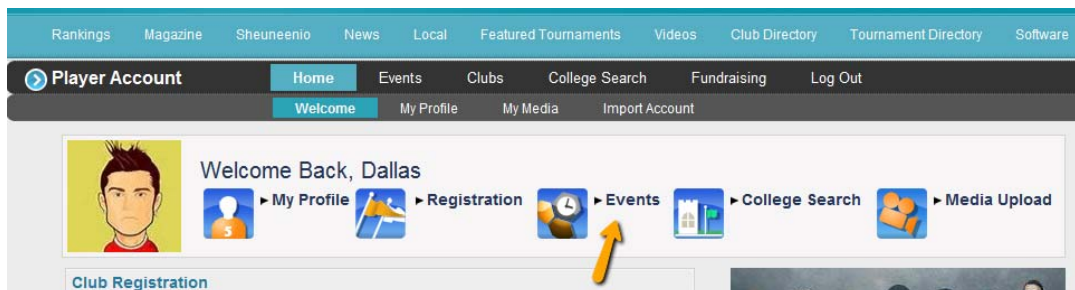 Rankings Magazine Sheuneenio News Local Featured Tournaments Videos Club Directory Tournament Directory Software
Player Account Home Events Clubs College Search Fundraising Log Out
Welcome My Profile My Media Import Account
Welcome Back, Dallas
5 My Profile Registration Events College Search Media Upload
Club Registration